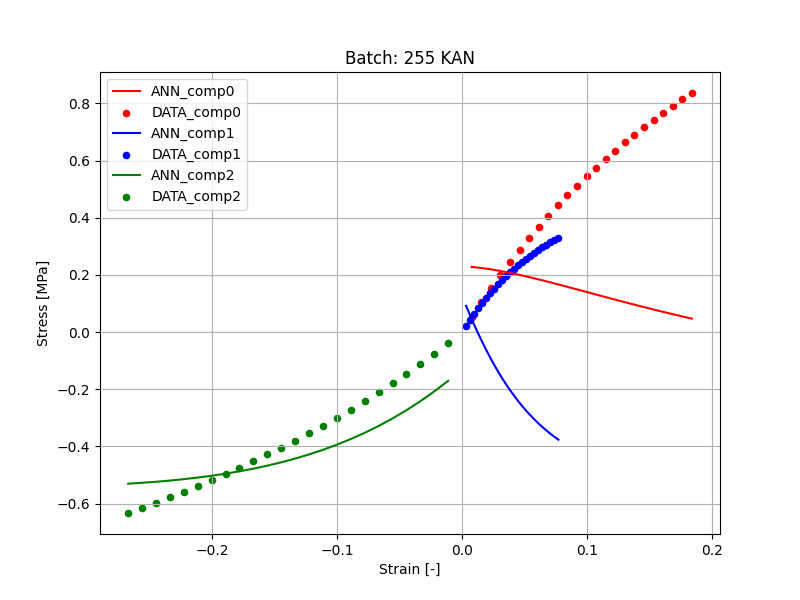 Batch: 255 KAN
ANN_comp0
DATA_comp0
ANN_comp1
DATA_comp1
ANN_comp2
DATA_comp2
0.8
0.6
0.4
0.2
0.0
−0.2
−0.4
−0.6
Stress [MPa]
−0.2
−0.1
0.0
0.1
0.2
Strain [-]